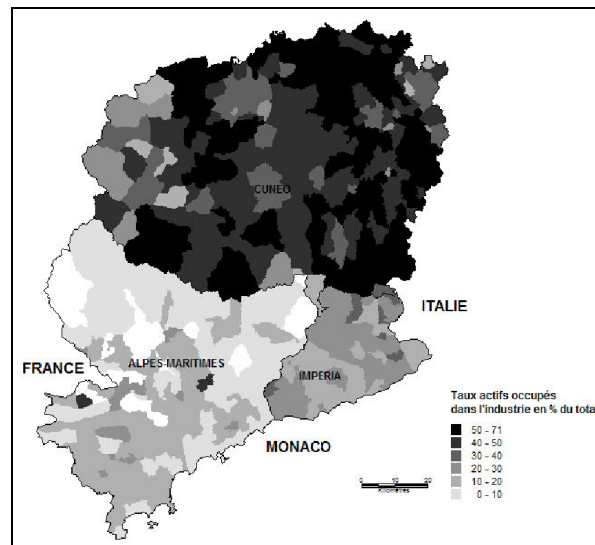 CUNEO
ITALIE
FRANCE
ALPES-MARITIMES
IMPERIA
MONACO
Taux actifs occupés
dans l'industrie en % du total
50 - 71
40 - 50
30 - 40
20 - 30
10 - 20
0 - 10
0 10 20
Kilomètres